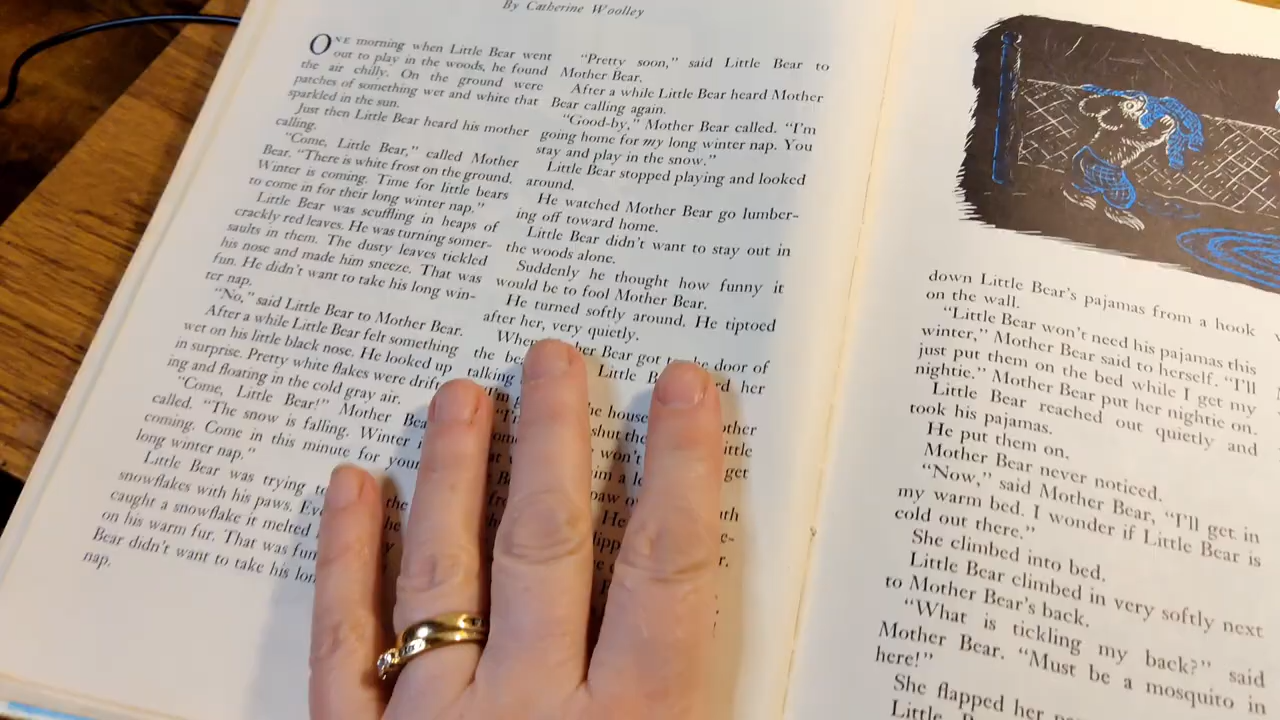 By Catherine Woolley
ONE morning when Little Bear went
out to play in the woods, he found
the air chilly. On the ground were
patches of something wet and white that
sparkled in the sun.
Just then Little Bear heard his mother
calling.
"Come, Little Bear," called Mother
Bear. "There is white frost on the ground.
Winter is coming. Time for little bears
to come in for their long winter nap."
Little Bear was scuffling in heaps of
crackly red leaves. He was turning somer-
saults in them. The dusty leaves tickled
his nose and made him sneeze. That was
fun. He didn't want to take his long win-
ter nap.
"No," said Little Bear to Mother Bear.
After a while Little Bear felt something
wet on his little black nose. He looked up
in surprise. Pretty white flakes were drift-
ing and floating in the cold gray air.
"Come, Little Bear!" Mother
called. "The snow is falling. Winter
coming. Come in this minute for your
long winter nap."
Little Bear was trying
snowflakes with his paws.
caught a snowflake it melted
on his warm fur. That was fun
Bear didn't want to take his
nap.
"Pretty soon," said Little Bear to
Mother Bear.
After a while Little Bear heard Mother
Bear calling again.
"Good-by," Mother Bear called. "I'm
going home for my long winter nap. You
stay and play in the snow."
Little Bear stopped playing and looked
around.
He watched Mother Bear go lumber-
ing off toward home.
Little Bear didn't want to stay out in
the woods alone.
Suddenly he thought how funny it
would be to fool Mother Bear.
He turned softly around. He tiptoed
after her, very quietly.
Bear got door of
the Little her
talking
house
shut the
won't get
paw
He
down Little Bear's pajamas from a hook
on the wall.
"Little Bear won't need his pajamas this
winter," Mother Bear said to herself. "I'll
just put them on the bed while I get my
nightie." Mother Bear put her nightie on.
Little Bear reached out quietly and
took his pajamas.
He put them on.
Mother Bear never noticed.
"Now," said Mother Bear, "I'll get in
my warm bed. I wonder if Little Bear is
cold out there."
She climbed into bed.
Little Bear climbed in very softly next
to Mother Bear's back.
"What is tickling my back?" said
Mother Bear. "Must be a mosquito in
here!"
She flapped her
Little